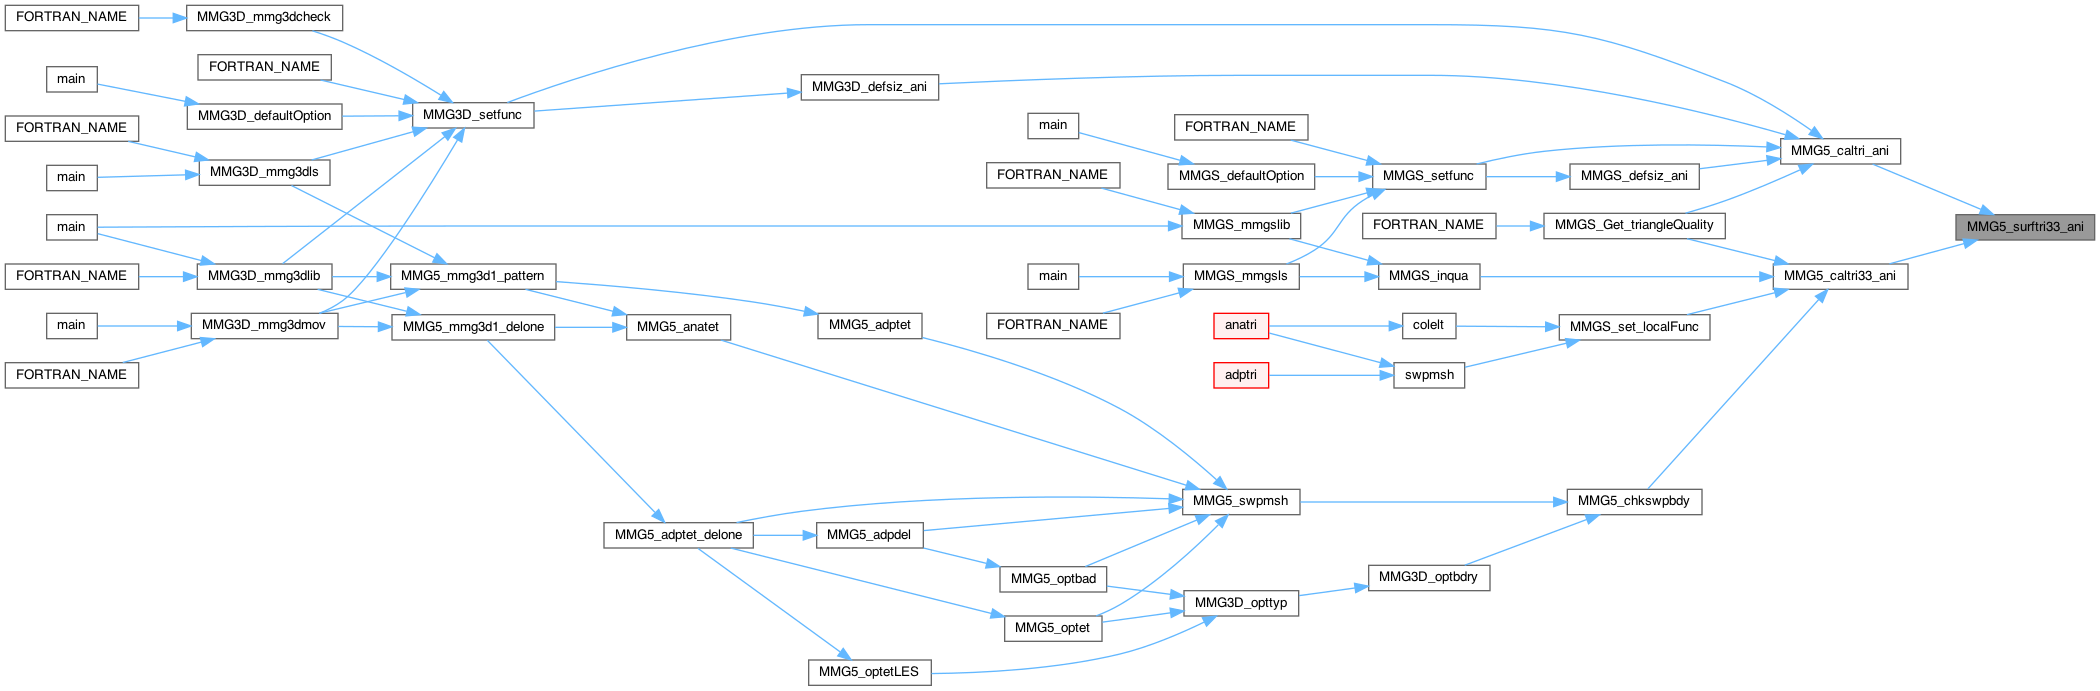 FORTRAN_NAME
MMG3D_mmg3dcheck
FORTRAN_NAME
main
MMG3D_defsiz_ani
MMG3D_defaultOption
MMG3D_setfunc
FORTRAN_NAME
main
FORTRAN_NAME
MMG5_caltri_ani
MMG3D_mmg3dls
main
FORTRAN_NAME
MMGS_defaultOption
MMGS_setfunc
MMGS_defsiz_ani
main
MMGS_mmgslib
FORTRAN_NAME
MMGS_Get_triangleQuality
MMG5_surftri33_ani
FORTRAN_NAME
MMG3D_mmg3dlib
MMG5_mmg3d1_pattern
main
MMGS_mmgsls
MMGS_inqua
MMG5_caltri33_ani
main
MMG3D_mmg3dmov
MMG5_mmg3d1_delone
MMG5_anatet
MMG5_adptet
FORTRAN_NAME
anatri
colelt
MMGS_set_localFunc
FORTRAN_NAME
adptri
swpmsh
MMG5_swpmsh
MMG5_chkswpbdy
MMG5_adptet_delone
MMG5_adpdel
MMG5_optbad
MMG3D_optbdry
MMG3D_opttyp
MMG5_optet
MMG5_optetLES